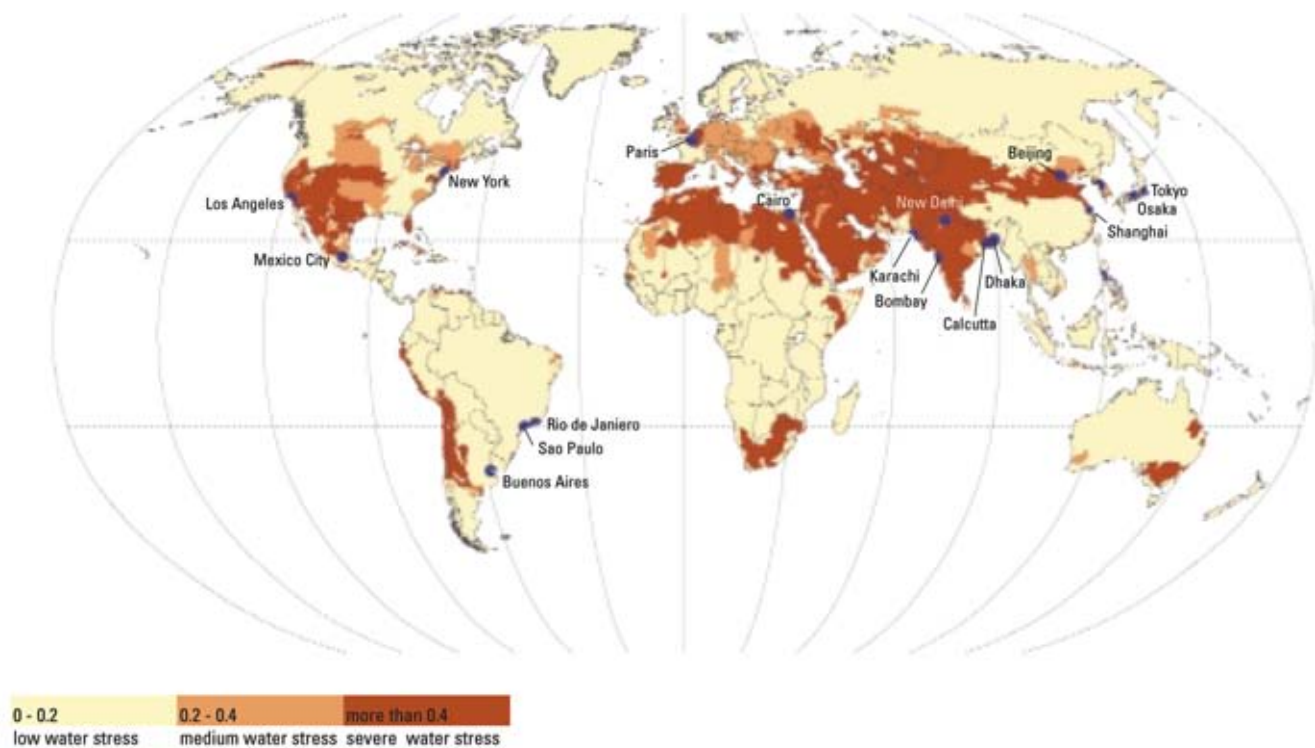 Paris
Beijing
New York
Tokyo
Los Angeles
Cairo
New Delhi
Osaka
Shanghai
Mexico City
Karachi
Dhaka
Bombay
Calcutta
Rio de Janiero
Sao Paulo
Buenos Aires
0 - 0.2
0.2 - 0.4
more than 0.4
low water stress
medium water stress
severe water stress